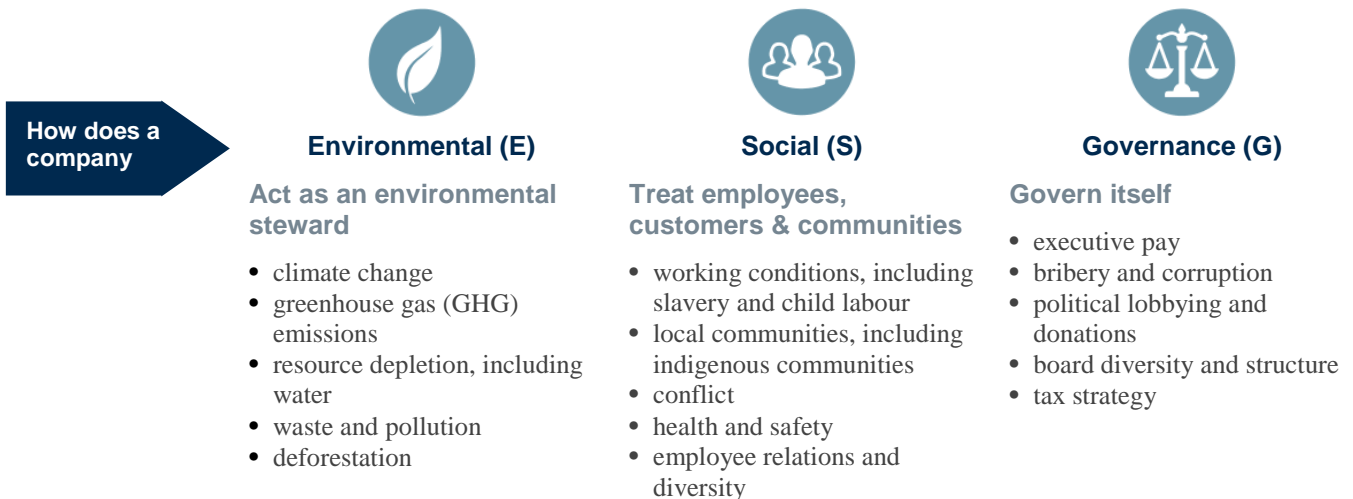 How does a
company
Environmental (E)
Act as an environmental
steward
• climate change
• greenhouse gas (GHG)
emissions
• resource depletion, including
water
• waste and pollution
• deforestation
Social (S)
Treat employees,
customers & communities
• working conditions, including
slavery and child labour
• local communities, including
indigenous communities
• conflict
• health and safety
• employee relations and
diversity
Governance (G)
Govern itself
• executive pay
• bribery and corruption
• political lobbying and
donations
• board diversity and structure
• tax strategy